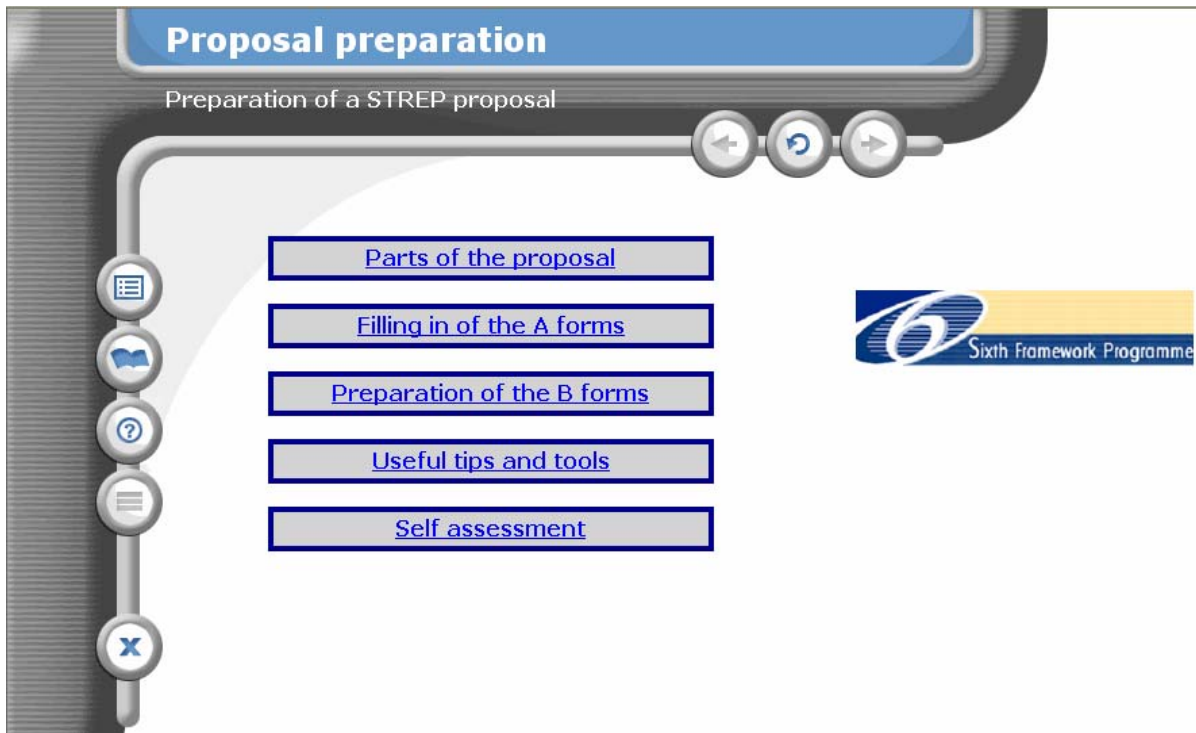 Proposal preparation
Preparation of a STREP proposal
Parts of the proposal
Filling in of the A forms
Preparation of the B forms
Useful tips and tools
Self assessment
Sixth Framework Programme